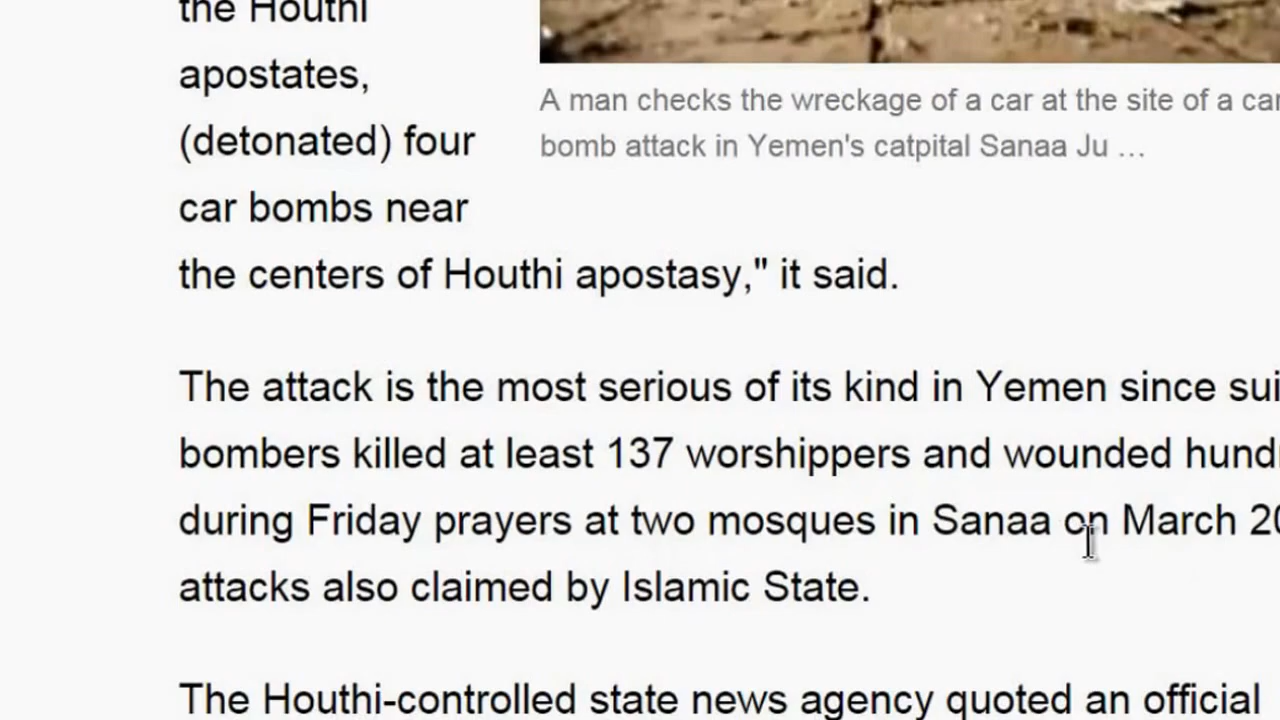 the Houthi
apostates,
(detonated) four
car bombs near
the centers of Houthi apostasy," it said.
A man checks the wreckage of a car at the site of a car
bomb attack in Yemen's catpital Sanaa Ju …
The attack is the most serious of its kind in Yemen since
bombers killed at least 137 worshippers and wounded
during Friday prayers at two mosques in Sanaa on March
attacks also claimed by Islamic State.
The Houthi-controlled state news agency quoted an official